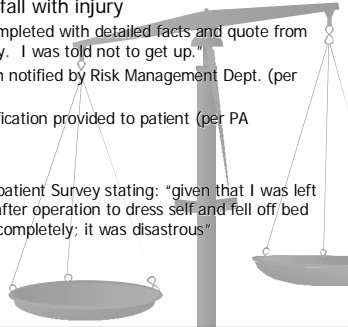 fall with injury
mpleted with detailed facts and quote from
y.  I was told not to get up.”
n notified by Risk Management Dept. (per
fication provided to patient (per PA
patient Survey stating: “given that I was left
after operation to dress self and fell off bed
completely; it was disastrous”